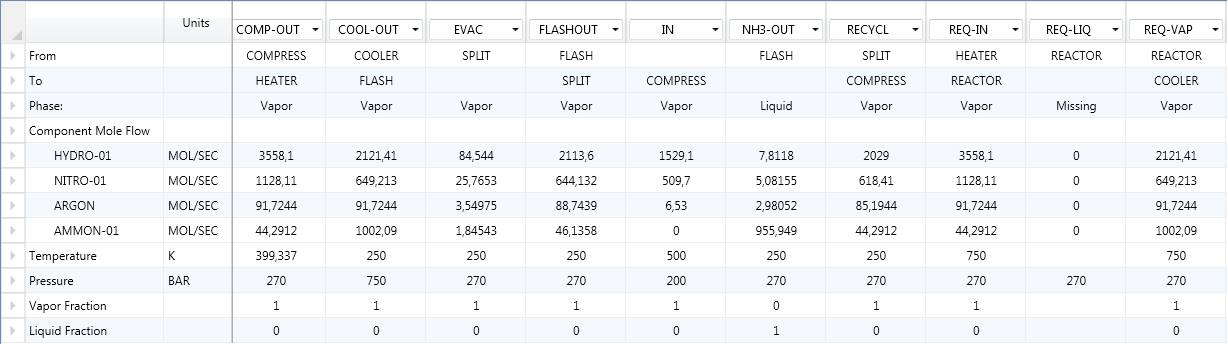 Units COMP-OUT COOL-OUT EVAC FLASHOUT IN NH3-OUT RECYCL REQ-IN REQ-LIQ REQ-VAP
From COMPRESS COOLER SPLIT FLASH FLASH SPLIT HEATER REACTOR REACTOR
To HEATER FLASH SPLIT COMPRESS COMPRESS REACTOR COOLER
Phase: Vapor Vapor Vapor Vapor Vapor Liquid Vapor Vapor Missing Vapor
Component Mole Flow
HYDRO-01 MOL/SEC 3558,1 2121,41 84,544 2113,6 1529,1 7,8118 2029 3558,1 0 2121,41
NITRO-01 MOL/SEC 1128,11 649,213 25,7653 644,132 509,7 5,08155 618,41 1128,11 0 649,213
ARGON MOL/SEC 91,7244 91,7244 3,54975 88,7439 6,53 2,98052 85,1944 91,7244 0 91,7244
AMMON-01 MOL/SEC 44,2912 1002,09 1,84543 46,1358 0 955,949 44,2912 44,2912 0 1002,09
Temperature K 399,337 250 250 250 500 250 250 750 750
Pressure BAR 270 750 270 270 200 270 270 270 270 270
Vapor Fraction 1 1 1 1 1 0 1 1 1
Liquid Fraction 0 0 0 0 0 1 0 0 0